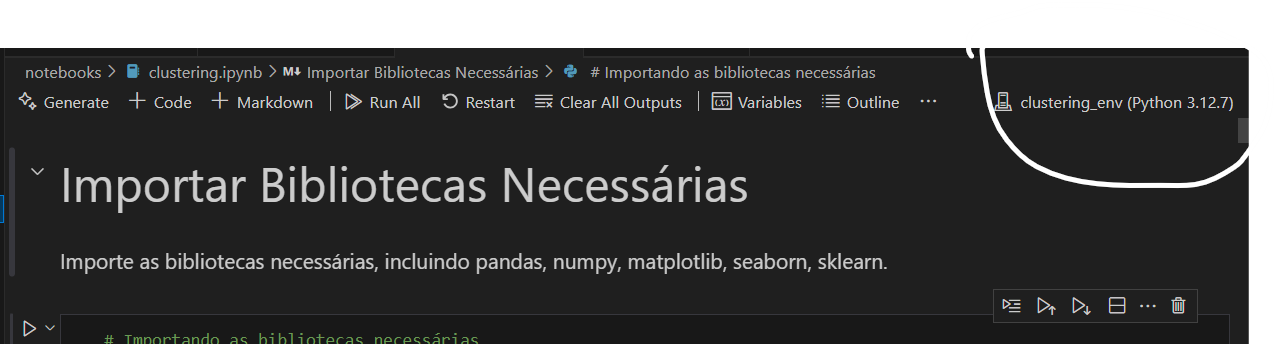 notebooks > clustering.ipynb > M↓ Importar Bibliotecas Necessárias > # Importando as bibliotecas necessárias
Generate + Code + Markdown | Run All Restart Clear All Outputs | (x) Variables Outline ... clustering_env (Python 3.12.7)
Importar Bibliotecas Necessárias
Importe as bibliotecas necessárias, incluindo pandas, numpy, matplotlib, seaborn, sklearn.
# Importando as bibliotecas necessárias